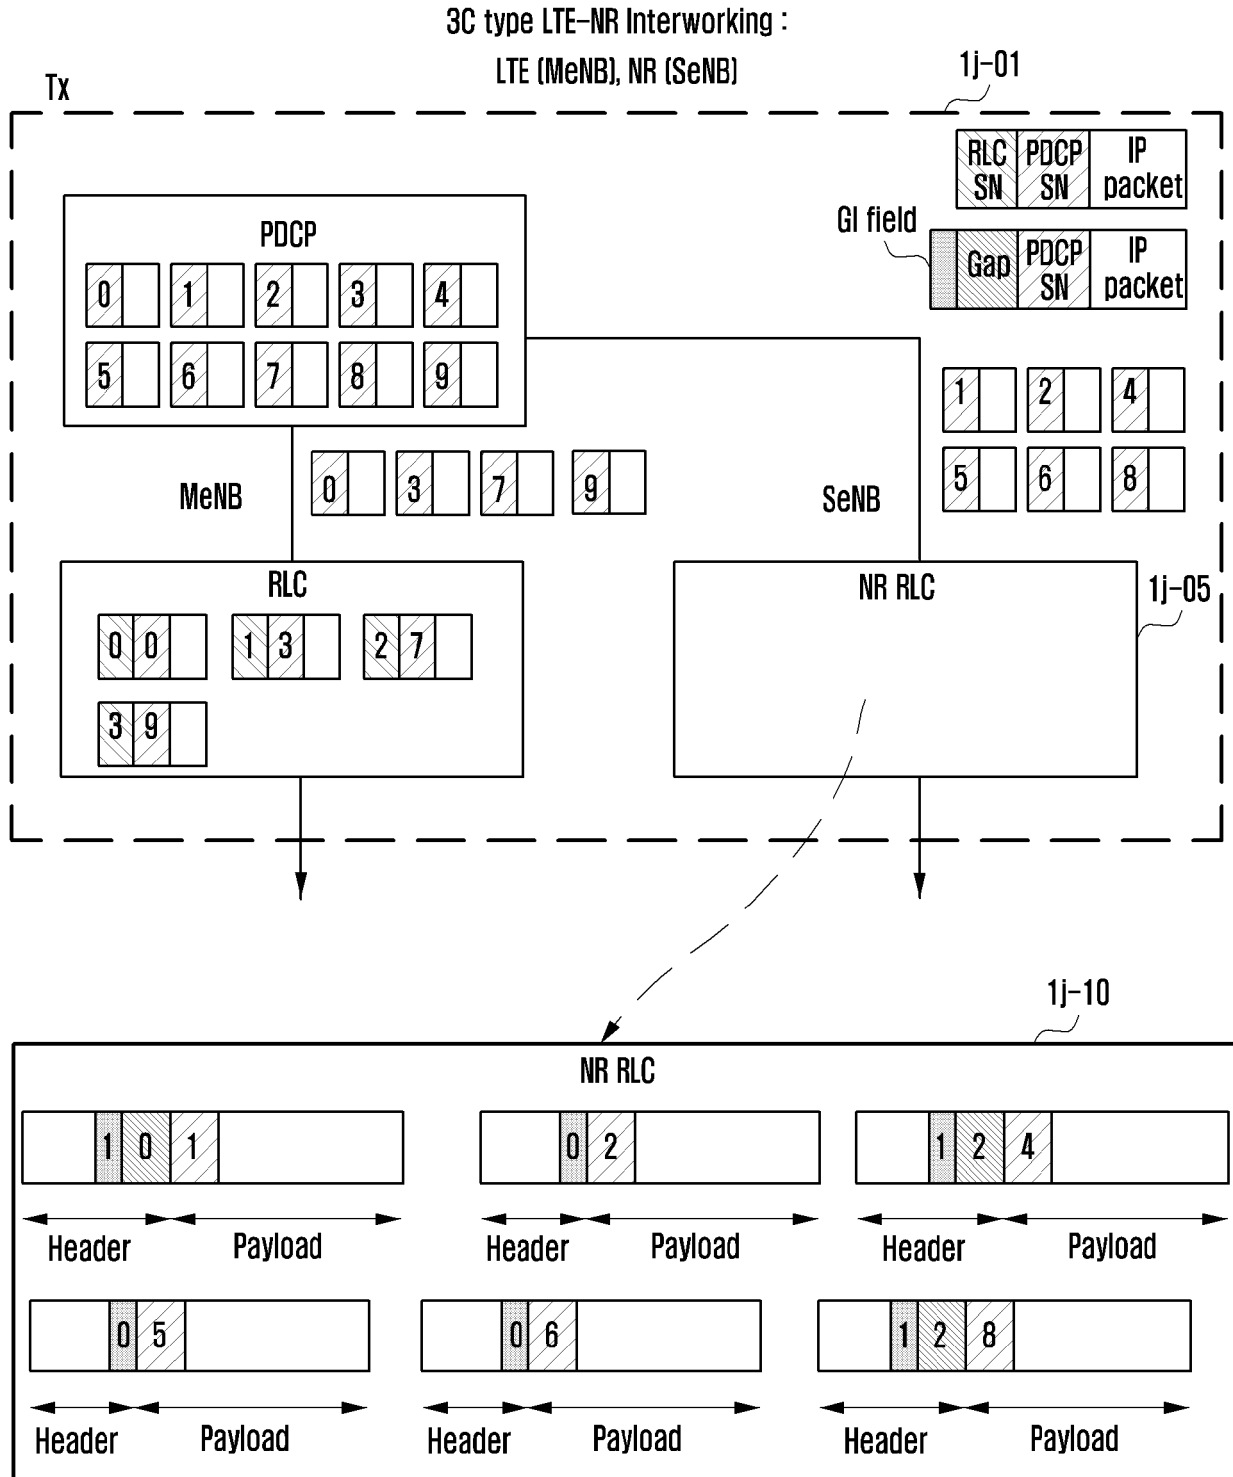 3C type LTE-NR Interworking :
LTE (MeNB), NR (SeNB)
Tx
1j-01
RLC SN
PDCP SN
IP packet
GI field
Gap
PDCP SN
IP packet
PDCP
0 1 2 3 4
5 6 7 8 9
1 2 4
5 6 8
MeNB
0 3 7 9
SeNB
RLC
0 0 1 3 2 7
3 9
NR RLC
1j-05
1j-10
NR RLC
1 0 1 0 2 1 2 4
Header Payload Header Payload Header Payload
0 5 0 6 1 2 8
Header Payload Header Payload Header Payload